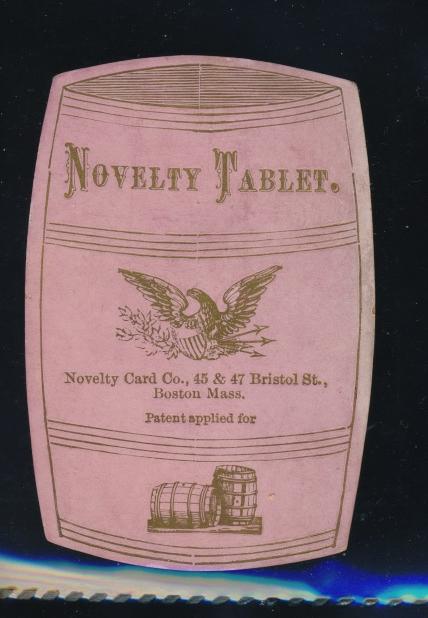 Novelty Tablet.
Novelty Card Co., 45 & 47 Bristol St.,
Boston Mass.
Patent applied for